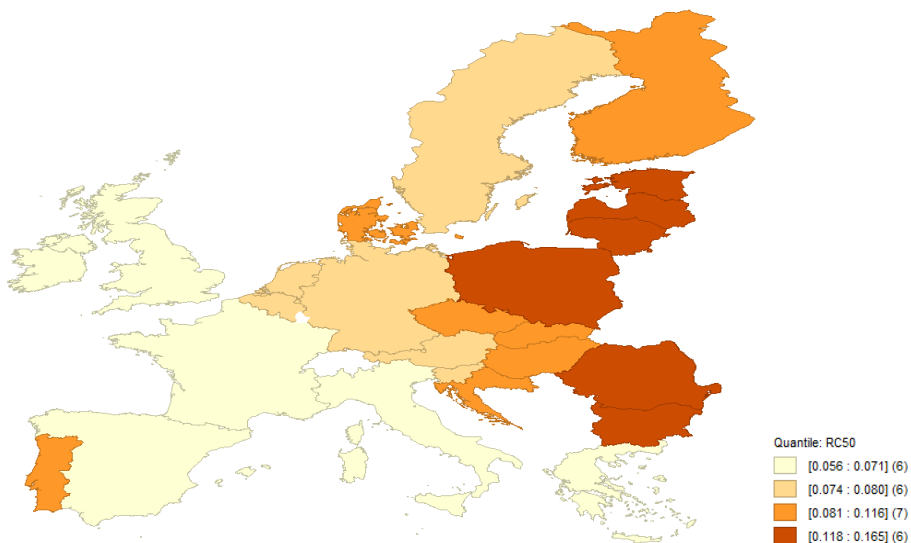 Quantile: RC50
[0.056 : 0.071] (6)
[0.074 : 0.080] (6)
[0.081 : 0.116] (7)
[0.118 : 0.165] (6)